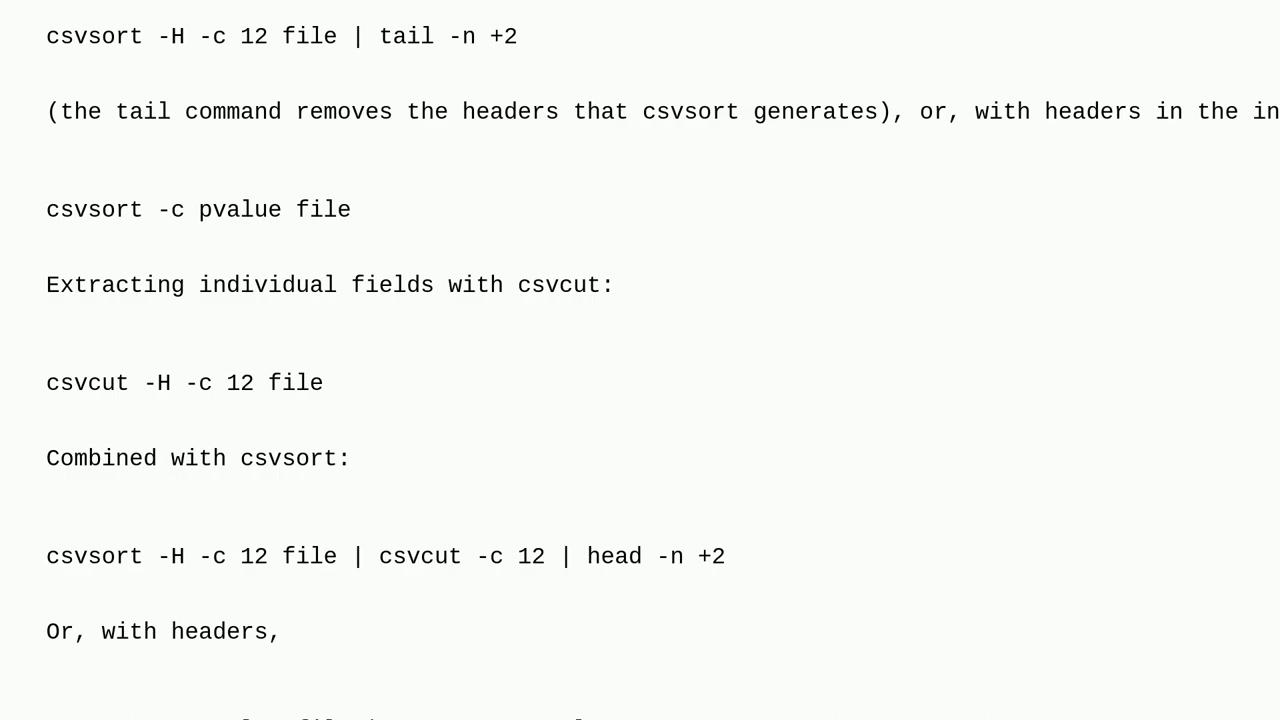 csvsort -H -c 12 file | tail -n +2
(the tail command removes the headers that csvsort generates), or, with headers in the in
csvsort -c pvalue file
Extracting individual fields with csvcut:
csvcut -H -c 12 file
Combined with csvsort:
csvsort -H -c 12 file | csvcut -c 12 | head -n +2
Or, with headers,